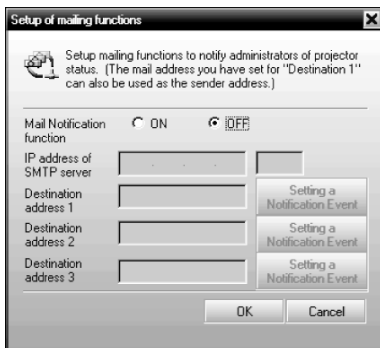 Setup of mailing functions
Setup mailing functions to notify administrators of projector
status. (The mail address you have set for "Destination 1"
can also be used as the sender address.)
Mail Notification
function
ON
OFF
IP address of
SMTP server
Destination
address 1
Setting a
Notification Event
Destination
address 2
Setting a
Notification Event
Destination
address 3
Setting a
Notification Event
OK
Cancel